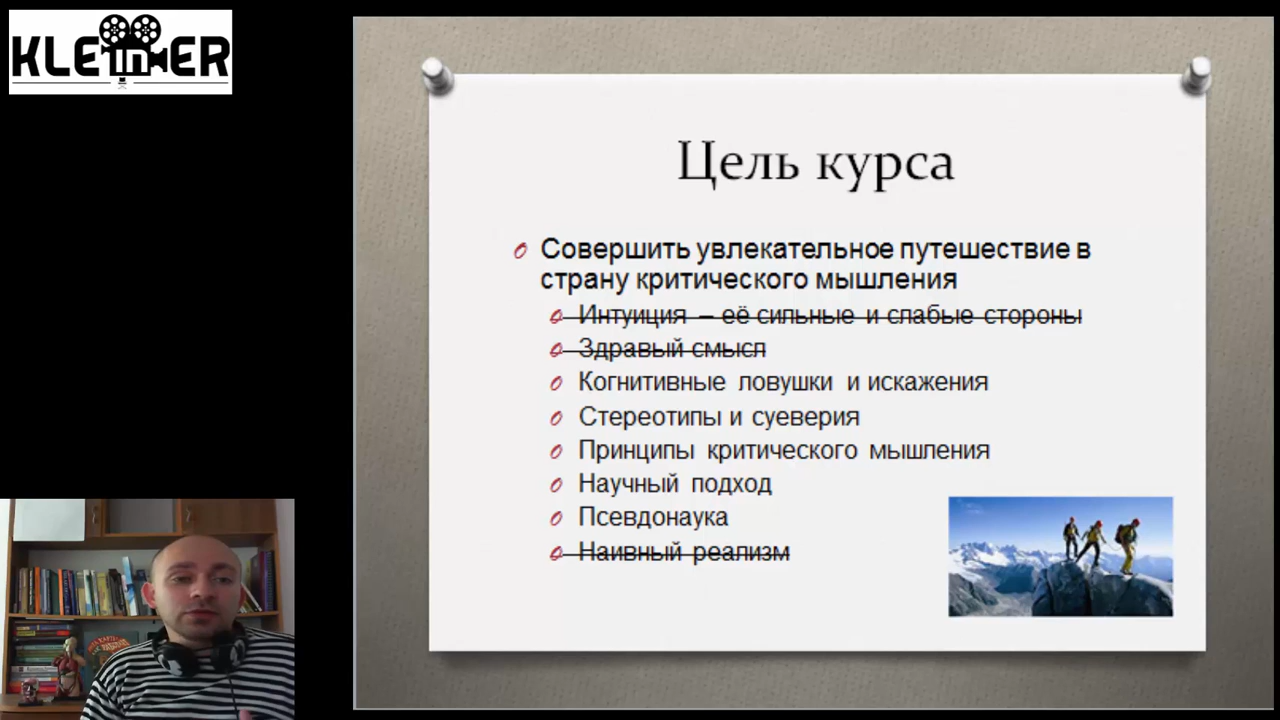 KLEINER
Цель курса
Совершить увлекательное путешествие в
страну критического мышления
Интуиция – её сильные и слабые стороны
Здравый смысл
Когнитивные ловушки и искажения
Стереотипы и суеверия
Принципы критического мышления
Научный подход
Псевдонаука
Наивный реализм